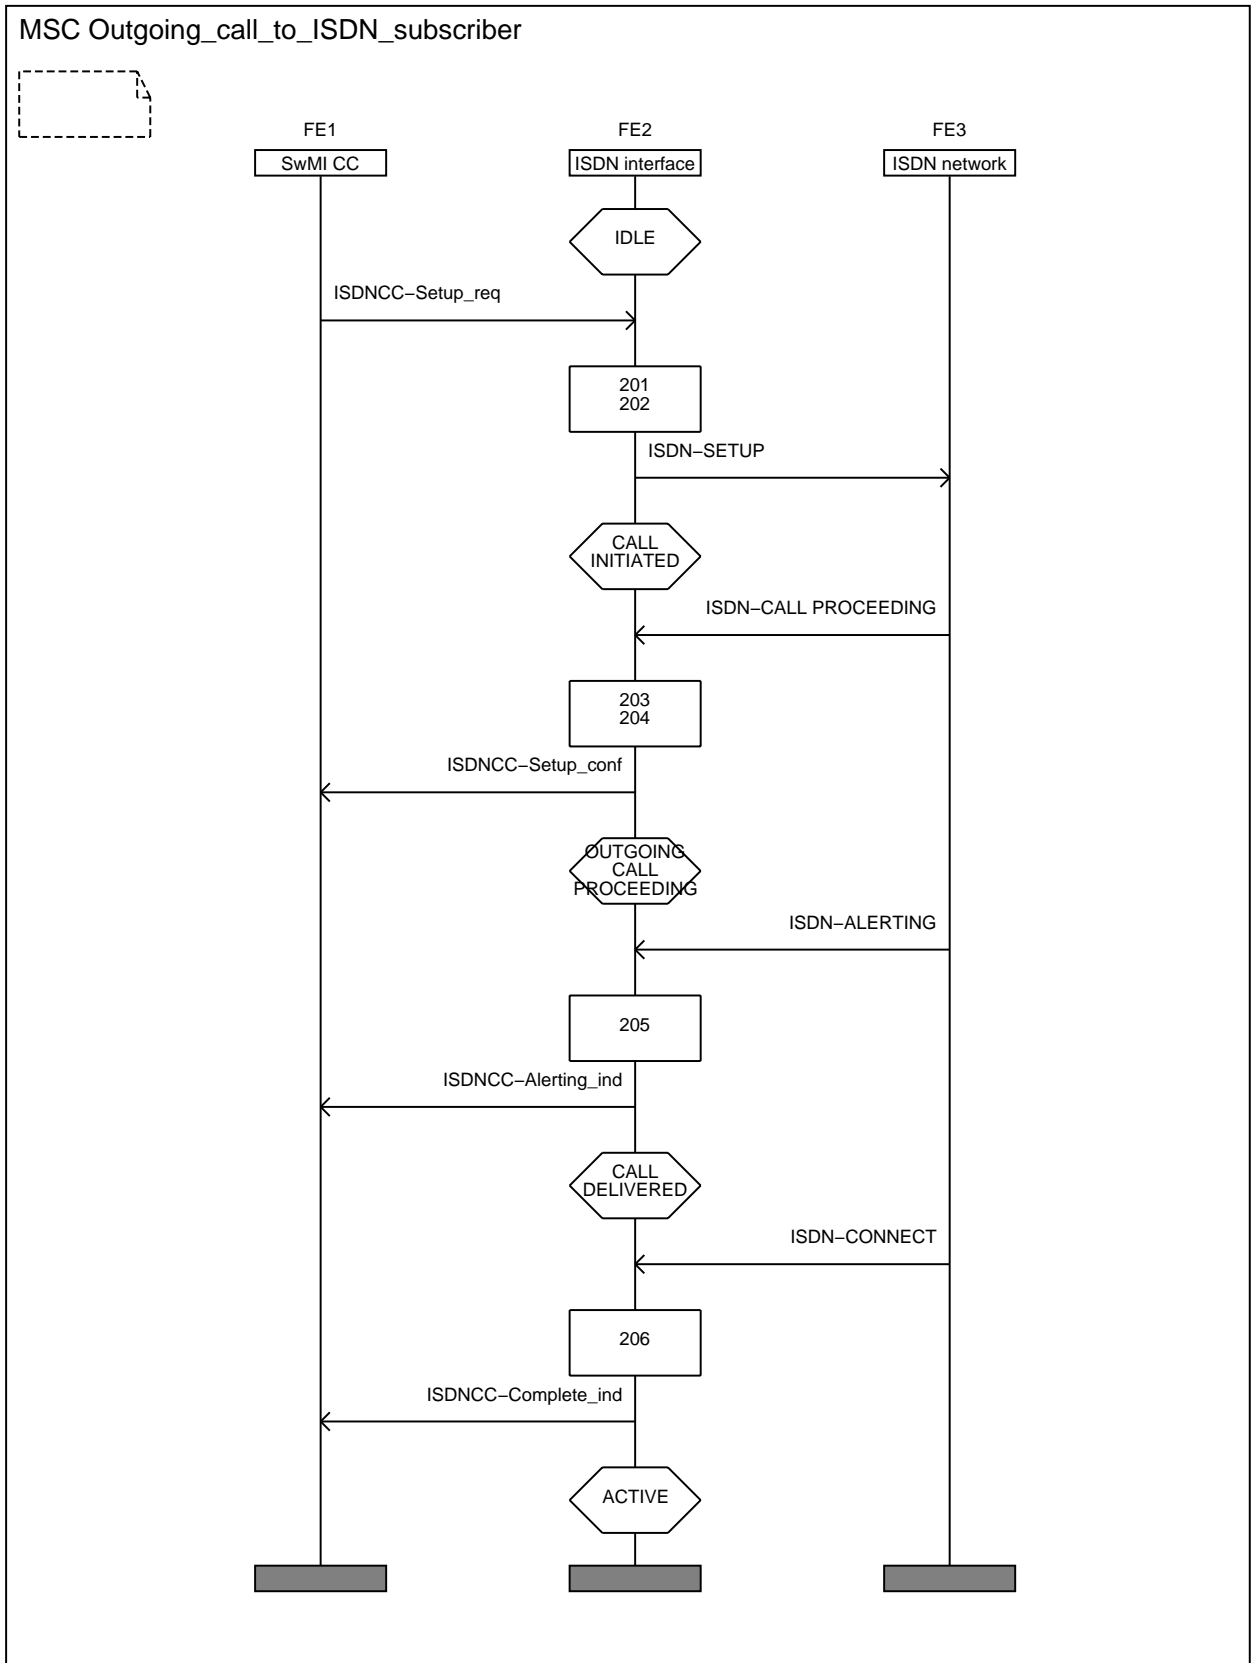 MSC Outgoing_call_to_ISDN_subscriber
FE1
FE2
FE3
SwMI CC
ISDN interface
ISDN network
IDLE
ISDNCC−Setup_req
201
202
ISDN−SETUP
CALL
INITIATED
ISDN−CALL PROCEEDING
203
204
ISDNCC−Setup_conf
OUTGOING
CALL
PROCEEDING
ISDN−ALERTING
205
ISDNCC−Alerting_ind
CALL
DELIVERED
ISDN−CONNECT
206
ISDNCC−Complete_ind
ACTIVE